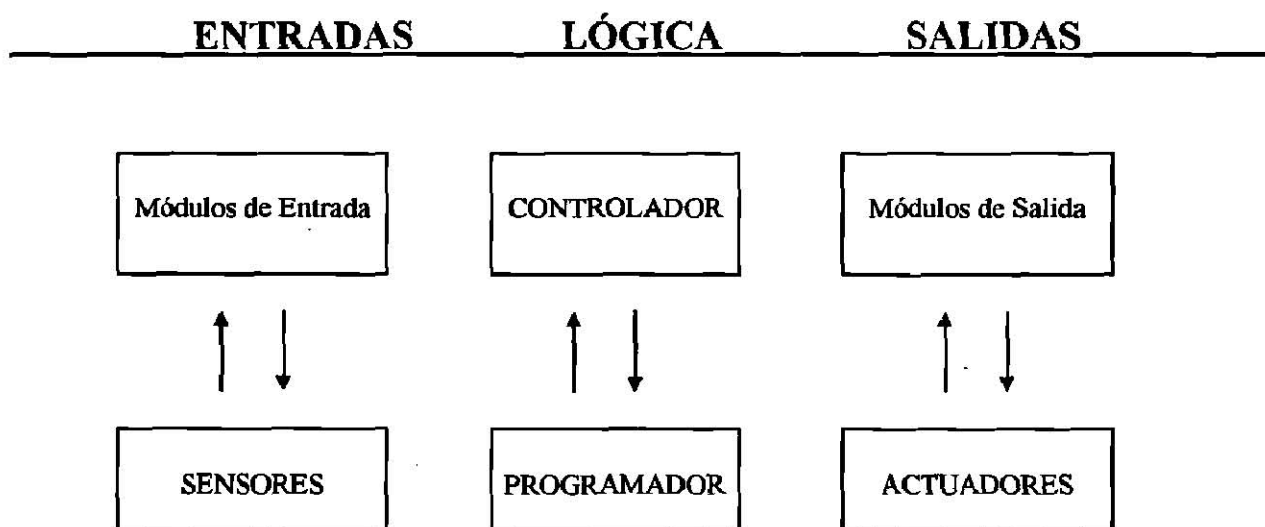 ENTRADAS LÓGICA SALIDAS
Módulos de Entrada CONTROLADOR Módulos de Salida
SENSORES PROGRAMADOR ACTUADORES